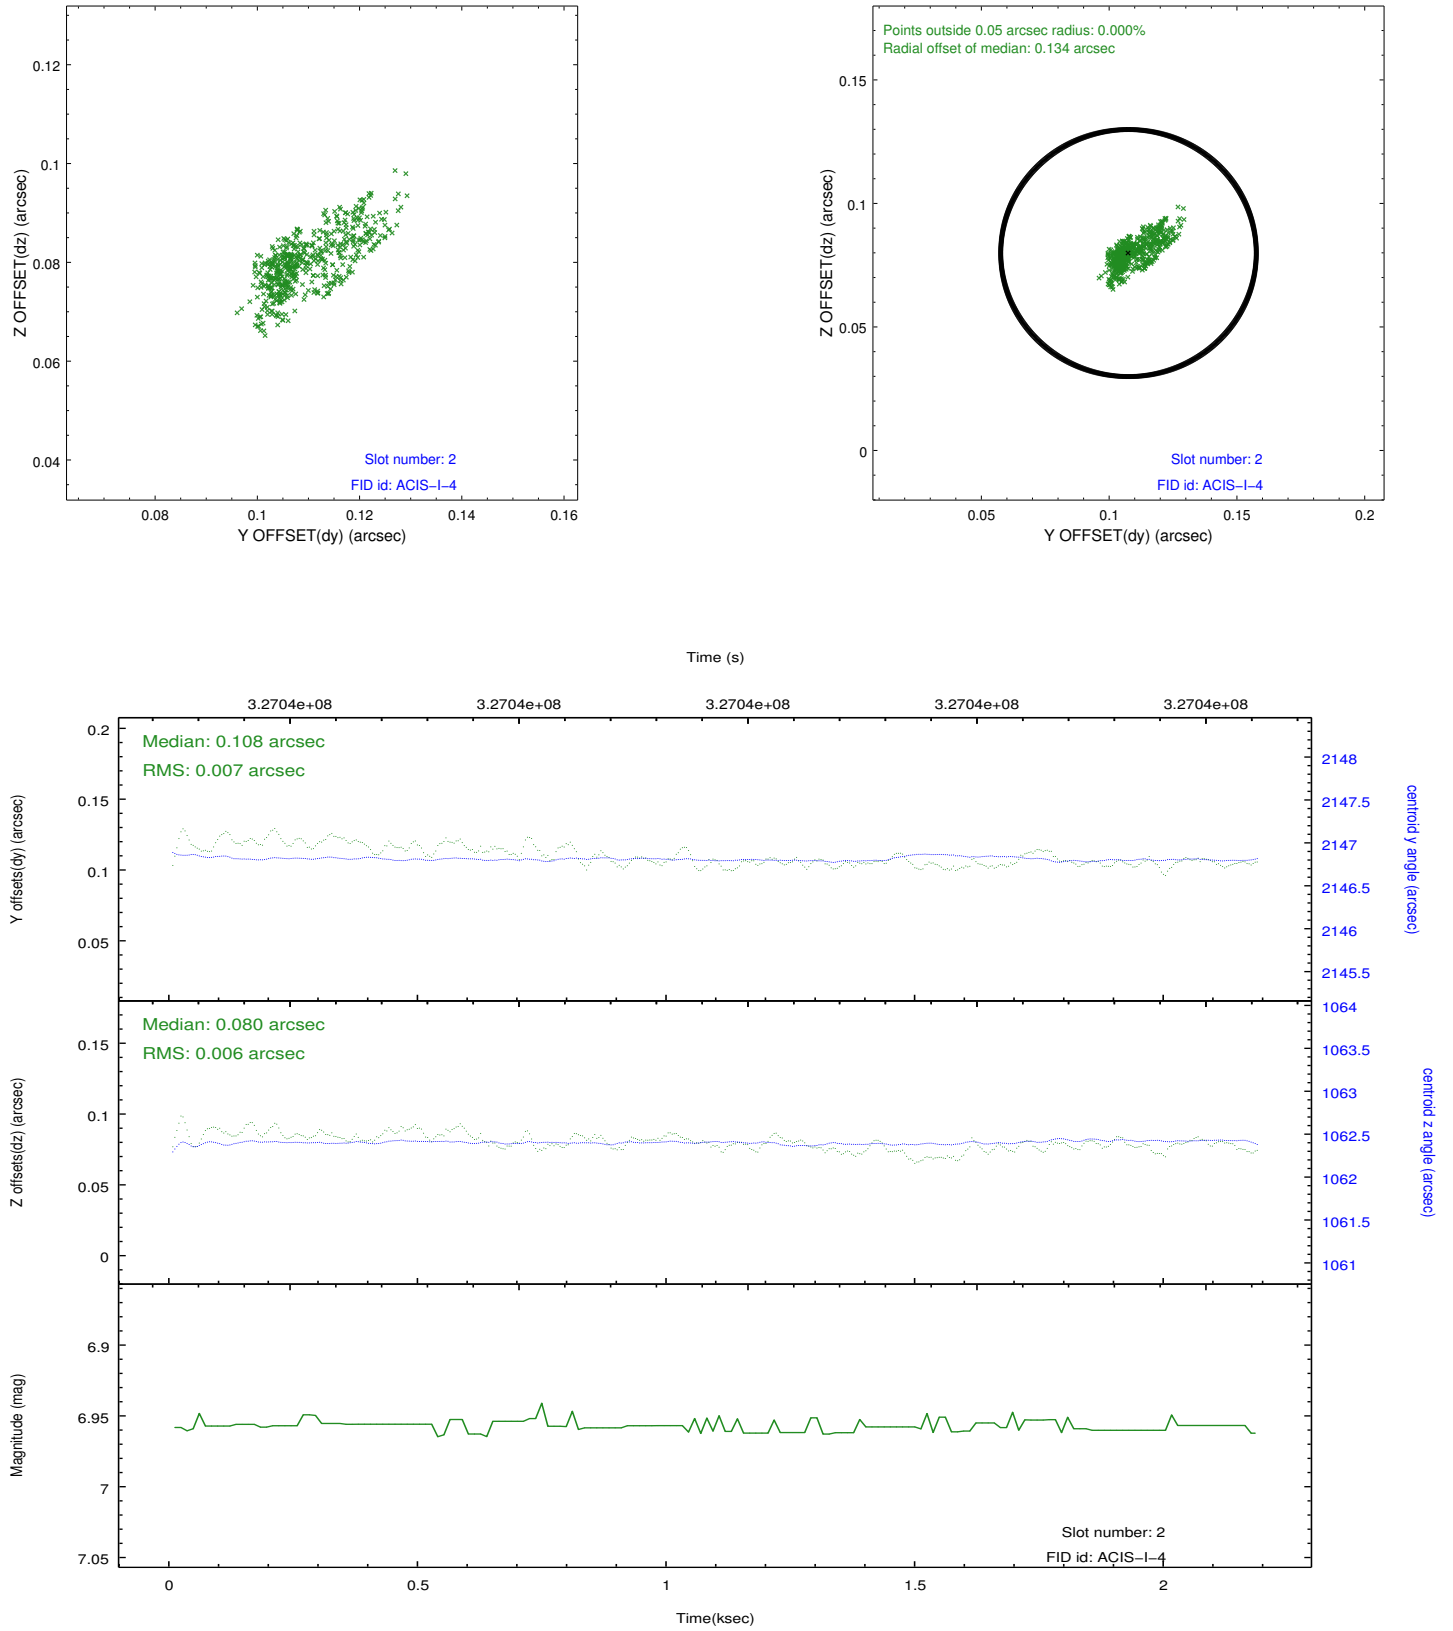 0.12
0.1
0.08
0.06
0.04
Z OFFSET(dz) (arcsec)
Slot number: 2
FID id: ACIS-I-4
0.08 0.1 0.12 0.14 0.16
Y OFFSET(dy) (arcsec)
Points outside 0.05 arcsec radius: 0.000%
Radial offset of median: 0.134 arcsec
0.15
0.1
0.05
0
Z OFFSET(dz) (arcsec)
Slot number: 2
FID id: ACIS-I-4
0.05 0.1 0.15 0.2
Y OFFSET(dy) (arcsec)
Time (s)
3.2704e+08 3.2704e+08 3.2704e+08 3.2704e+08 3.2704e+08
Median: 0.108 arcsec
RMS: 0.007 arcsec
0.2
0.15
0.1
0.05
Y offsets(dy) (arcsec)
2148
2147.5
2147
2146.5
2146
2145.5
centroid y angle (arcsec)
Median: 0.080 arcsec
RMS: 0.006 arcsec
0.15
0.1
0.05
0
Z offsets(dz) (arcsec)
1064
1063.5
1063
1062.5
1062
1061.5
1061
centroid z angle (arcsec)
6.9
6.95
7
7.05
Magnitude (mag)
Slot number: 2
FID id: ACIS-I-4
0 0.5 1 1.5 2
Time(ksec)